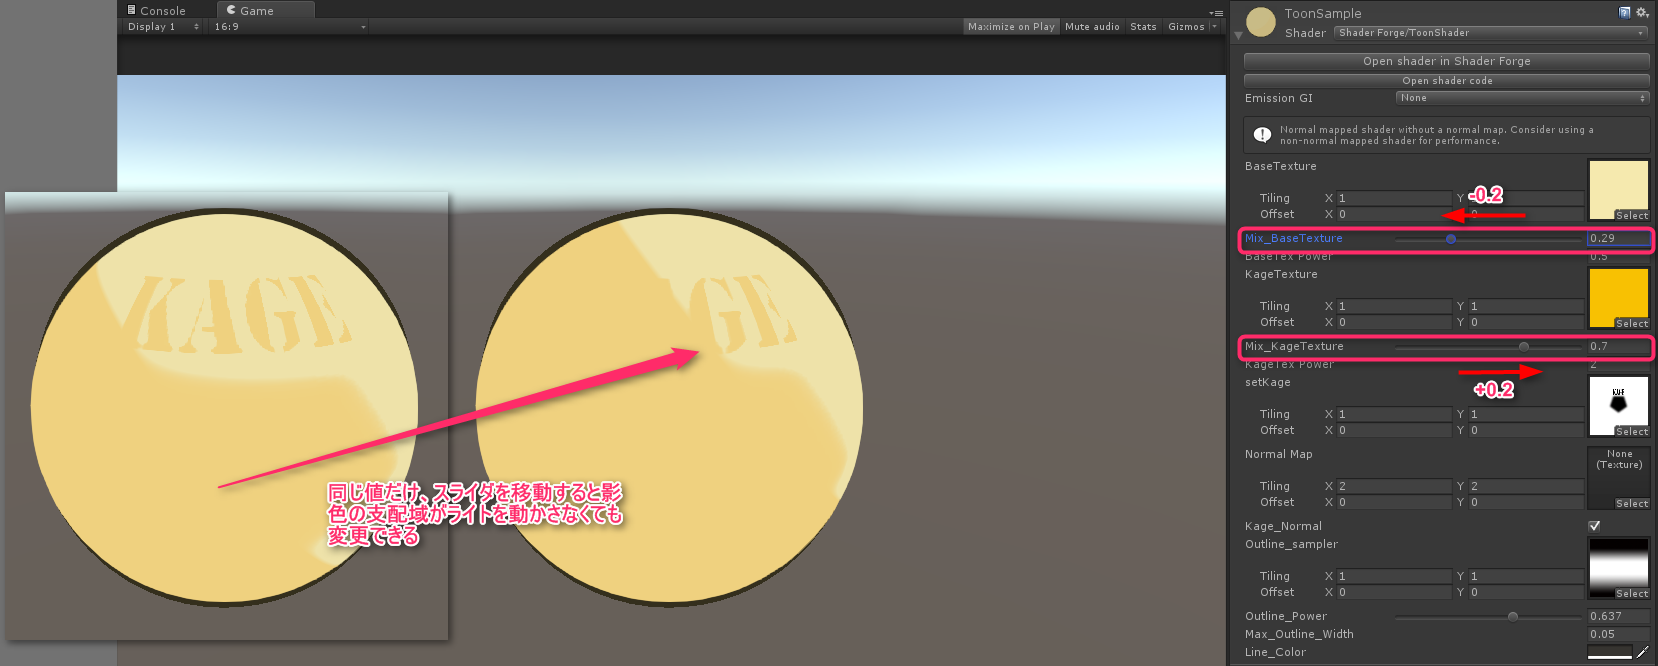 Console
Game
Display 1
16:9
Maximize on Play
Mute audio
Stats
Gizmos
KAGE
GE
同じ値だけ、スライダを移動すると影
色の支配域がライトを動かさなくても
変更できる
ToonSample
Shader
Shader Forge/ToonShader
Open shader in Shader Forge
Open shader code
Emission GI
None
Normal mapped shader without a normal map. Consider using a
non-normal mapped shader for performance.
BaseTexture
Tiling X 1 Y
-0.2
Offset X 0 0
Select
Mix_BaseTexture 0.29
BaseTex Power 0.5
KageTexture
Tiling X 1 Y 1
Offset X 0 Y 0
Select
Mix_KageTexture 0.7
KageTex Power 2
+0.2
setKage
KAGE
Tiling X 1 Y 1
Offset X 0 Y 0
Select
Normal Map
None
(Texture)
Tiling X 2 Y 2
Offset X 0 Y 0
Select
Kage_Normal
Outline_sampler
Tiling X 1 Y 1
Offset X 0 Y 0
Select
Outline_Power 0.637
Max_Outline_Width 0.05
Line_Color